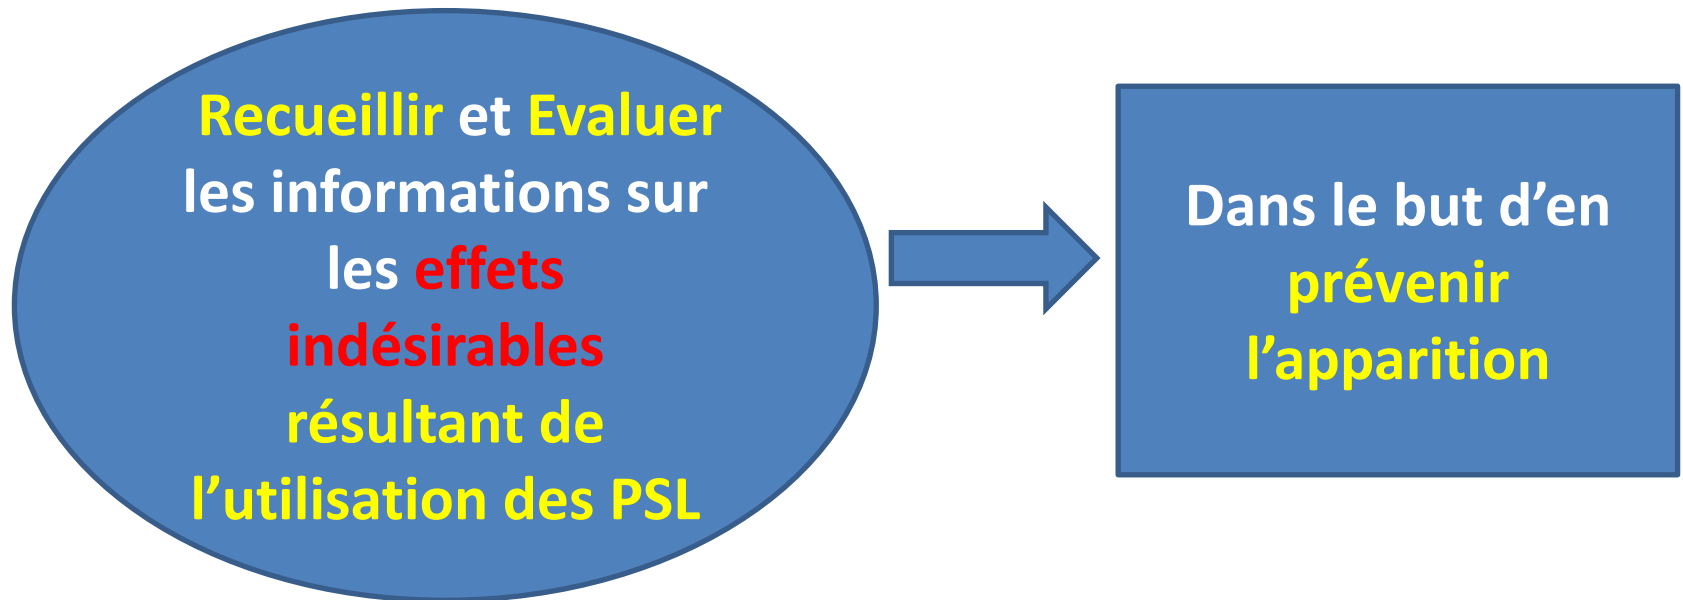 Recueillir et Evaluer
les informations sur
les effets
indésirables
résultant de
l’utilisation des PSL
Dans le but d’en
prévenir
l’apparition